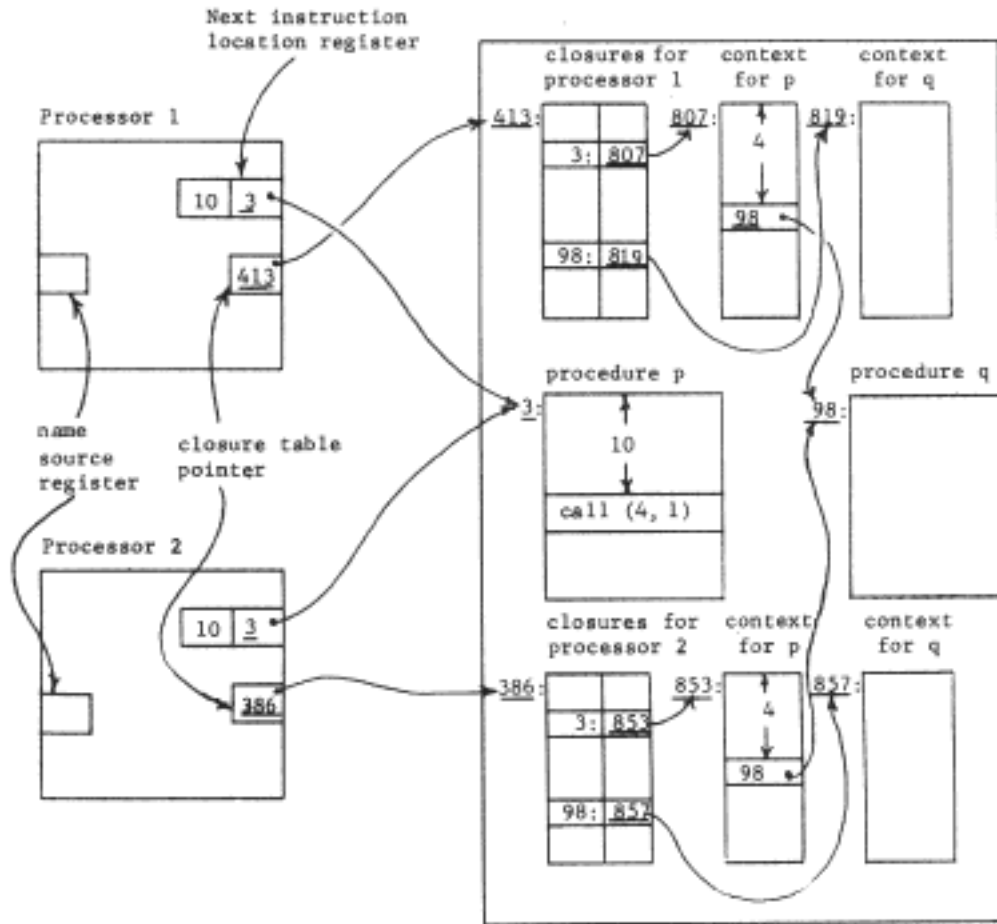 Next instruction
location register
Processor 1
10 3
413
name
source
register
closure table
pointer
Processor 2
10 3
386
closures for
processor 1
context
for p
context
for q
413:
807:
819:
3: 807
4
98
98: 819
procedure p
procedure q
3:
98:
10
call (4, 1)
closures for
processor 2
context
for p
context
for q
386:
853:
857:
3: 853
4
98
98: 857